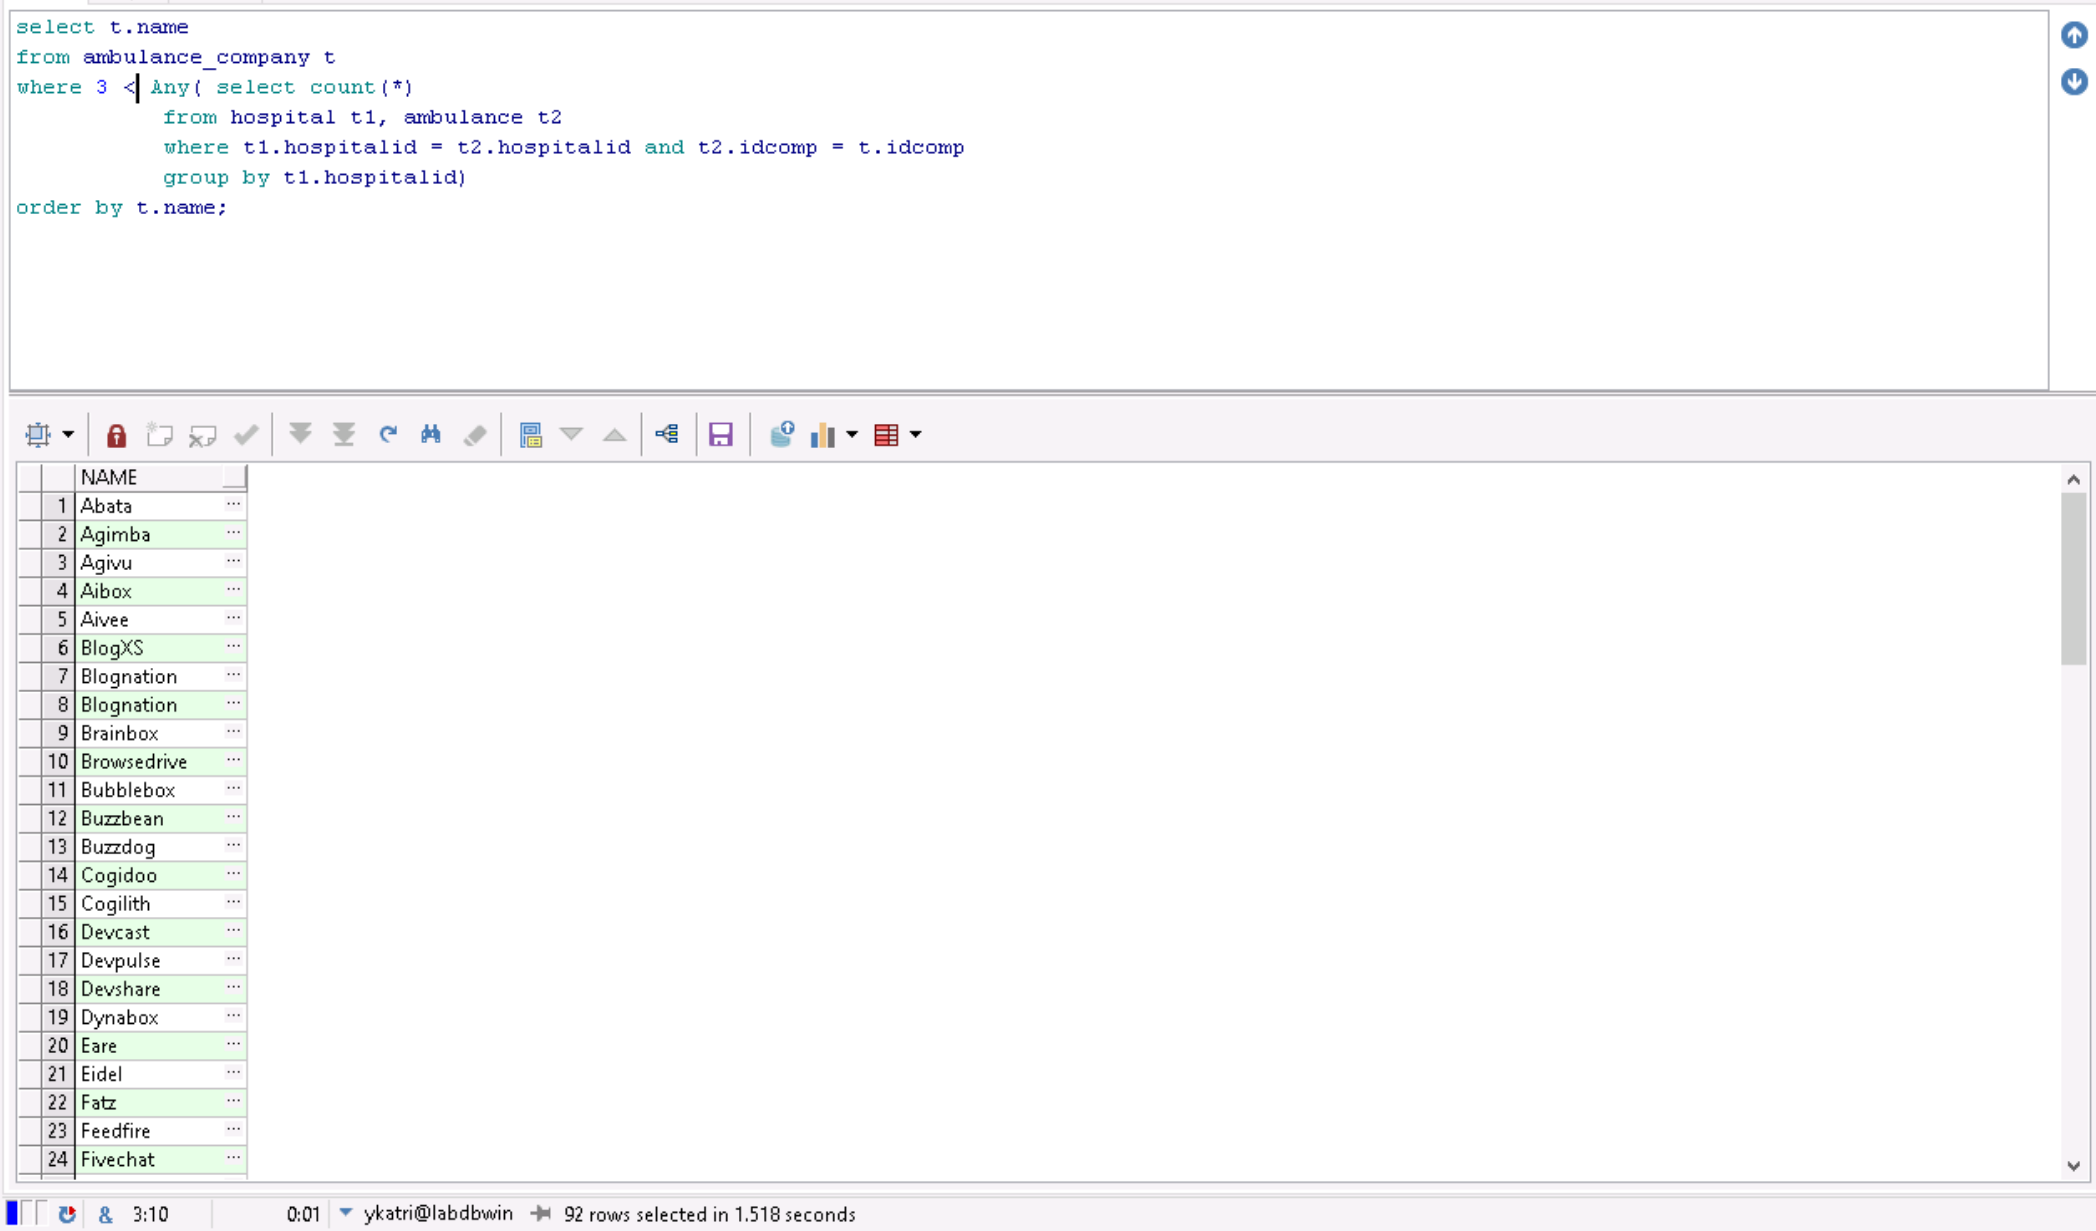 select t.name
from ambulance_company t
where 3 < Any( select count(*)
from hospital t1, ambulance t2
where t1.hospitalid = t2.hospitalid and t2.idcomp = t.idcomp
group by t1.hospitalid)
order by t.name;
NAME
1 Abata ...
2 Agimba ...
3 Agivu ...
4 Aibox ...
5 Aivee ...
6 BlogXS ...
7 Blognation ...
8 Blognation ...
9 Brainbox ...
10 Browsedrive ...
11 Bubblebox ...
12 Buzzbean ...
13 Buzzdog ...
14 Cogidoo ...
15 Cogilith ...
16 Devcast ...
17 Devpulse ...
18 Devshare ...
19 Dynabox ...
20 Eare ...
21 Eidel ...
22 Fatz ...
23 Feedfire ...
24 Fivechat ...
& 3:10 0:01 ykatri@labdbwin 92 rows selected in 1.518 seconds